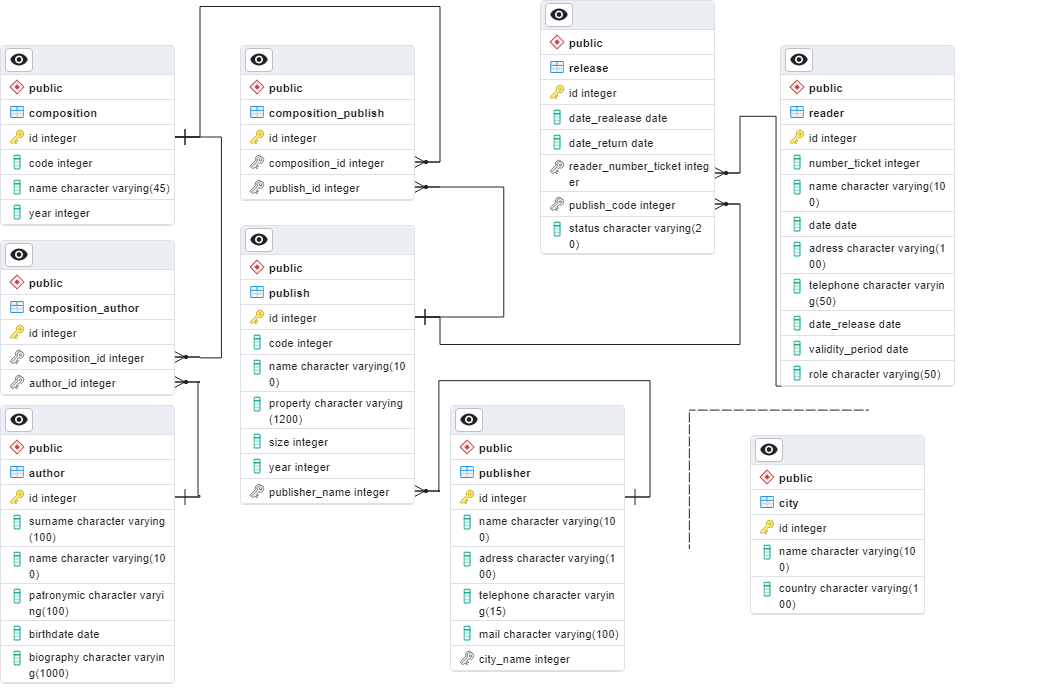 public
composition
id integer
code integer
name character varying(45)
year integer
public
composition_publish
id integer
composition_id integer
publish_id integer
public
release
id integer
date_realease date
date_return date
reader_number_ticket integ
er
publish_code integer
status character varying(2
0)
public
reader
id integer
number_ticket integer
name character varying(10
0)
date date
adress character varying(1
00)
telephone character varyin
g(50)
date_release date
validity_period date
role character varying(50)
public
composition_author
id integer
composition_id integer
author_id integer
public
publish
id integer
code integer
name character varying(10
0)
property character varying
(1200)
size integer
year integer
publisher_name integer
public
author
id integer
surname character varying
(100)
name character varying(10
0)
patronymic character varyi
ng(100)
birthdate date
biography character varyin
g(1000)
public
publisher
id integer
name character varying(10
0)
adress character varying(1
00)
telephone character varyin
g(15)
mail character varying(100)
city_name integer
public
city
id integer
name character varying(10
0)
country character varying(1
00)